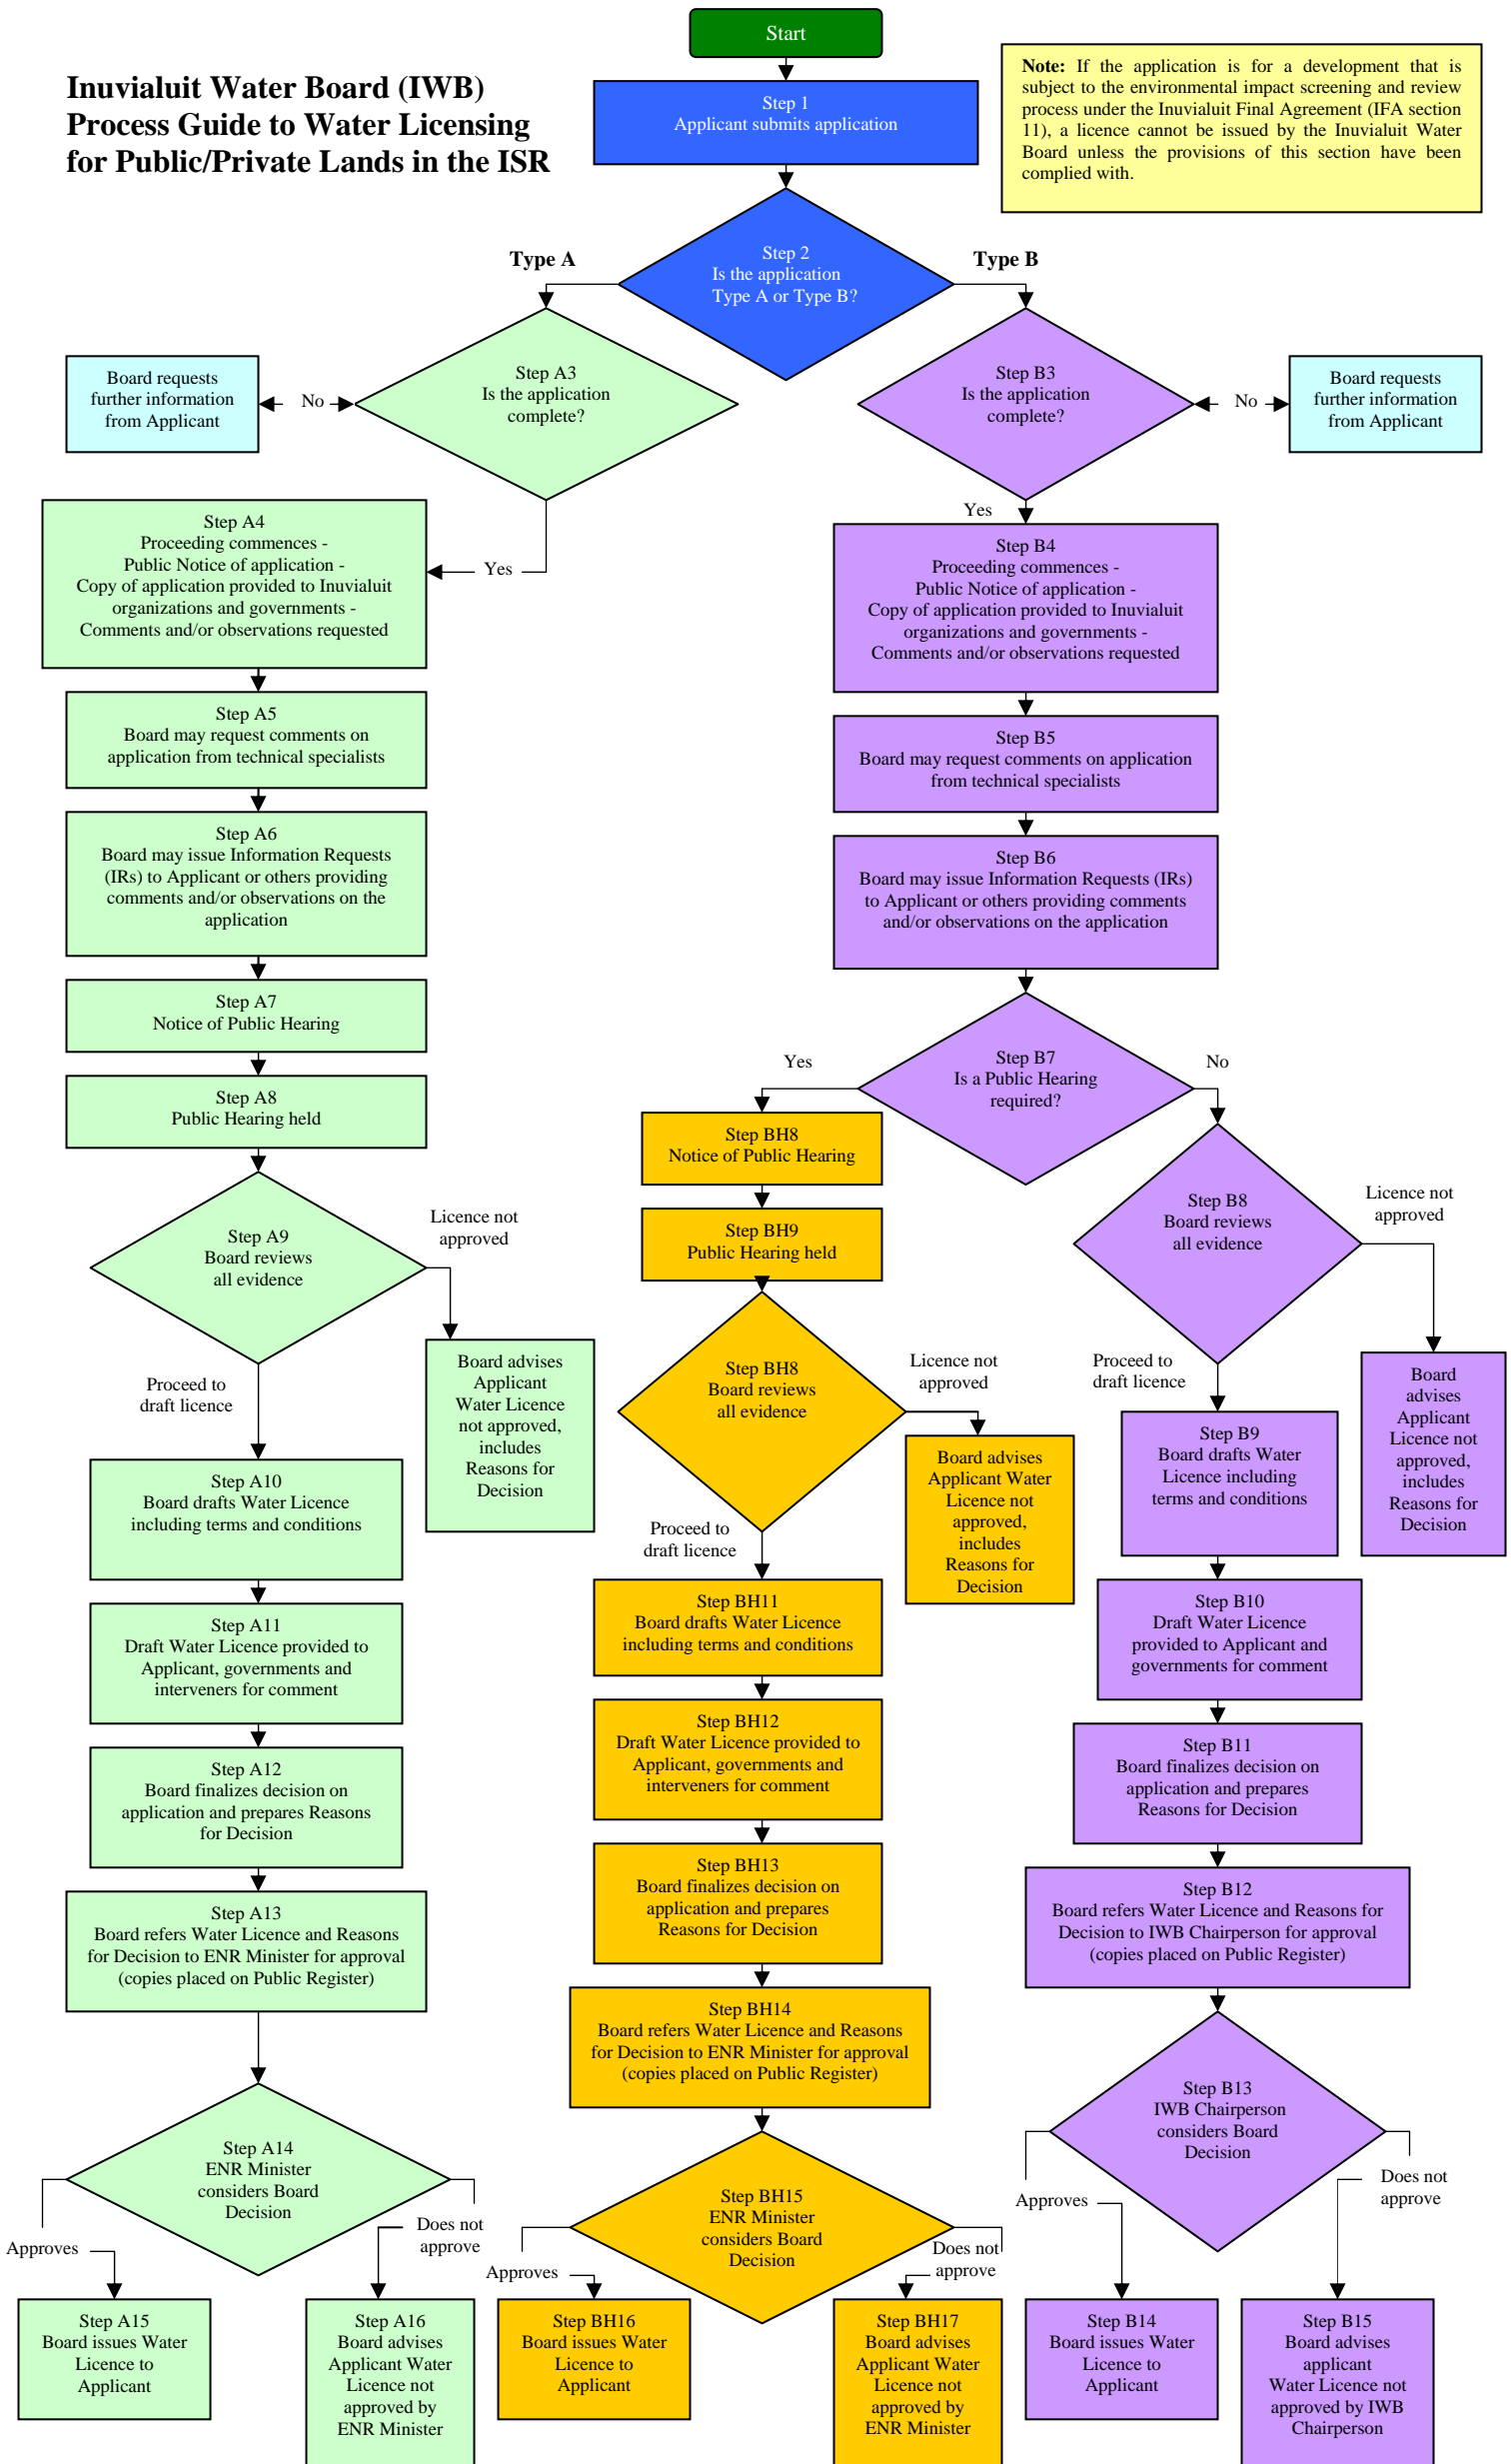 Start
Inuvialuit Water Board (IWB)
Process Guide to Water Licensing
for Public/Private Lands in the ISR
Note: If the application is for a development that is
subject to the environmental impact screening and review
process under the Inuvialuit Final Agreement (IFA section
11), a licence cannot be issued by the Inuvialuit Water
Board unless the provisions of this section have been
complied with.
Step 1
Applicant submits application
Step 2
Is the application
Type A or Type B?
Type A
Type B
Step A3
Is the application
complete?
No
Board requests
further information
from Applicant
Step B3
Is the application
complete?
No
Board requests
further information
from Applicant
Yes
Step A4
Proceeding commences -
Public Notice of application -
Copy of application provided to Inuvialuit
organizations and governments -
Comments and/or observations requested
Step A5
Board may request comments on
application from technical specialists
Step A6
Board may issue Information Requests
(IRs) to Applicant or others providing
comments and/or observations on the
application
Step A7
Notice of Public Hearing
Step A8
Public Hearing held
Step A9
Board reviews
all evidence
Licence not
approved
Board advises
Applicant
Water Licence
not approved,
includes
Reasons for
Decision
Proceed to
draft licence
Step A10
Board drafts Water Licence
including terms and conditions
Step A11
Draft Water Licence provided to
Applicant, governments and
interveners for comment
Step A12
Board finalizes decision on
application and prepares Reasons
for Decision
Step A13
Board refers Water Licence and Reasons
for Decision to ENR Minister for approval
(copies placed on Public Register)
Step A14
ENR Minister
considers Board
Decision
Approves
Does not
approve
Step A15
Board issues Water
Licence to
Applicant
Step A16
Board advises
Applicant Water
Licence not
approved by
ENR Minister
Yes
Step B4
Proceeding commences -
Public Notice of application -
Copy of application provided to Inuvialuit
organizations and governments -
Comments and/or observations requested
Step B5
Board may request comments on application
from technical specialists
Step B6
Board may issue Information Requests (IRs)
to Applicant or others providing comments
and/or observations on the application
Step B7
Is a Public Hearing
required?
Yes
No
Step BH8
Notice of Public Hearing
Step BH9
Public Hearing held
Step BH8
Board reviews
all evidence
Licence not
approved
Board advises
Applicant Water
Licence not
approved,
includes
Reasons for
Decision
Proceed to
draft licence
Step BH11
Board drafts Water Licence
including terms and conditions
Step BH12
Draft Water Licence provided to
Applicant, governments and
interveners for comment
Step BH13
Board finalizes decision on
application and prepares
Reasons for Decision
Step BH14
Board refers Water Licence and Reasons
for Decision to ENR Minister for approval
(copies placed on Public Register)
Step BH15
ENR Minister
considers Board
Decision
Approves
Does not
approve
Step BH16
Board issues Water
Licence to
Applicant
Step BH17
Board advises
Applicant Water
Licence not
approved by
ENR Minister
Step B8
Board reviews
all evidence
Licence not
approved
Board
advises
Applicant
Licence not
approved,
includes
Reasons for
Decision
Proceed to
draft licence
Step B9
Board drafts Water
Licence including
terms and conditions
Step B10
Draft Water Licence
provided to Applicant and
governments for comment
Step B11
Board finalizes decision on
application and prepares
Reasons for Decision
Step B12
Board refers Water Licence and Reasons for
Decision to IWB Chairperson for approval
(copies placed on Public Register)
Step B13
IWB Chairperson
considers Board
Decision
Approves
Does not
approve
Step B14
Board issues Water
Licence to
Applicant
Step B15
Board advises
applicant
Water Licence not
approved by IWB
Chairperson